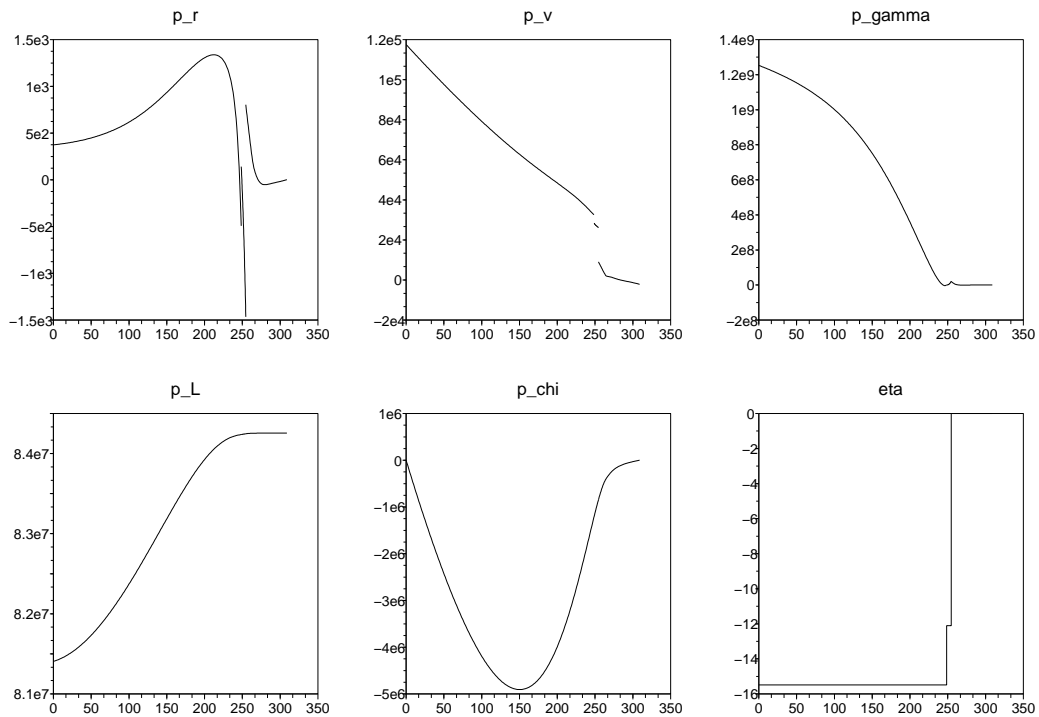 p_r p_v p_gamma
1.5e3 1.2e5 1.4e9
1e3 1e5 1.2e9
5e2 8e4 1e9
0 6e4 8e8
−5e2 4e4 6e8
−1e3 2e4 4e8
−1.5e3 0 2e8
−2e4 0
−2e8
0 50 100 150 200 250 300 350 0 50 100 150 200 250 300 350 0 50 100 150 200 250 300 350
p_L p_chi eta
8.4e7 1e6 0
8.3e7 0 −2
8.2e7 −1e6 −4
8.1e7 −2e6 −6
−3e6 −8
−4e6 −10
−5e6 −12
−14
−16
0 50 100 150 200 250 300 350 0 50 100 150 200 250 300 350 0 50 100 150 200 250 300 350